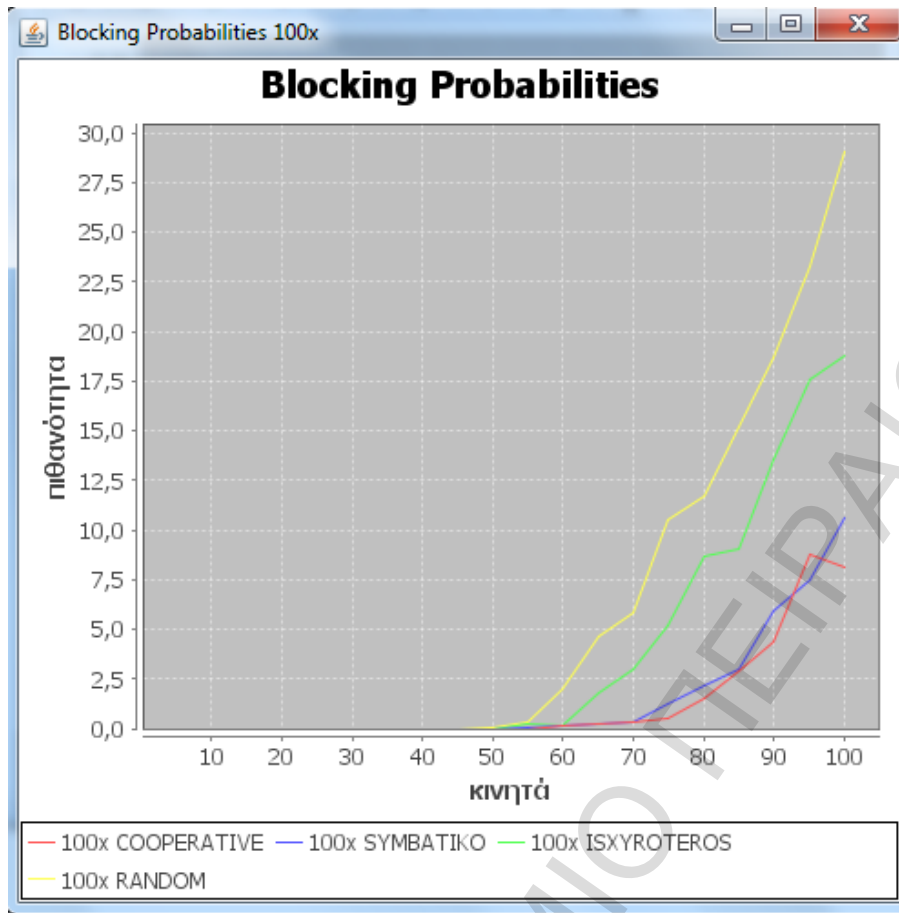 Blocking Probabilities 100x
Blocking Probabilities
30,0
27,5
25,0
22,5
20,0
17,5
15,0
12,5
10,0
7,5
5,0
2,5
0,0
πιθανότητα
10 20 30 40 50 60 70 80 90 100
κινητά
100x COOPERATIVE 100x SYMBATIKO 100x ISXYROTEROS
100x RANDOM
ΜΙΟ ΠΕΙΡΑΙΩ